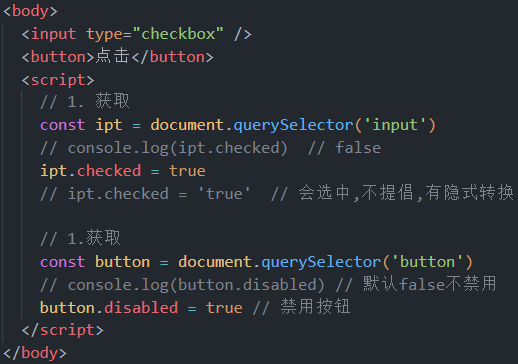 <body>
  <input type="checkbox" />
  <button>点击</button>
  <script>
    // 1. 获取
    const ipt = document.querySelector('input')
    // console.log(ipt.checked)  // false
    ipt.checked = true
    // ipt.checked = 'true'  // 会选中,不提倡,有隐式转换
    // 1.获取
    const button = document.querySelector('button')
    // console.log(button.disabled) // 默认false不禁用
    button.disabled = true // 禁用按钮
  </script>
</body>